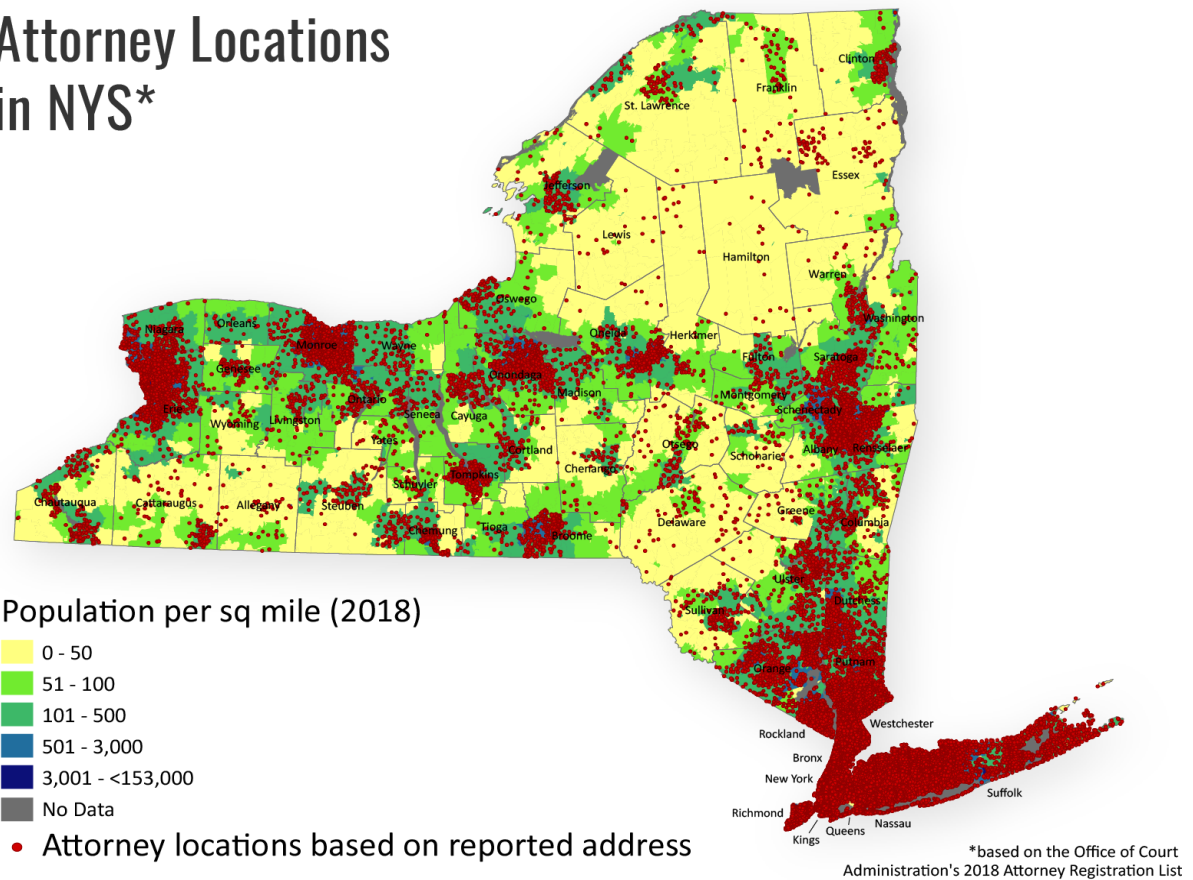 Attorney Locations
in NYS*
Clinton
Franklin
St. Lawrence
Essex
Jefferson
Lewis
Hamilton
Warren
Oswego
Washington
Niagara
Orleans
Monroe
Wayne
Oneida
Herkimer
Fulton
Saratoga
Genesee
Onondaga
Madison
Montgomery
Erie
Ontario
Seneca
Cayuga
Schenectady
Wyoming
Livingston
Yates
Otsego
Cortland
Schoharie
Albany
Rensselaer
Chenango
Tompkins
Schuyler
Chautauqua
Cattaraugus
Allegany
Steuben
Greene
Delaware
Columbia
Chemung
Tioga
Broome
Ulster
Dutchess
Sullivan
Orange
Putnam
Westchester
Rockland
Bronx
New York
Suffolk
Richmond
Nassau
Queens
Kings
Population per sq mile (2018)
0 - 50
51 - 100
101 - 500
501 - 3,000
3,001 - <153,000
No Data
Attorney locations based on reported address
*based on the Office of Court
Administration's 2018 Attorney Registration List